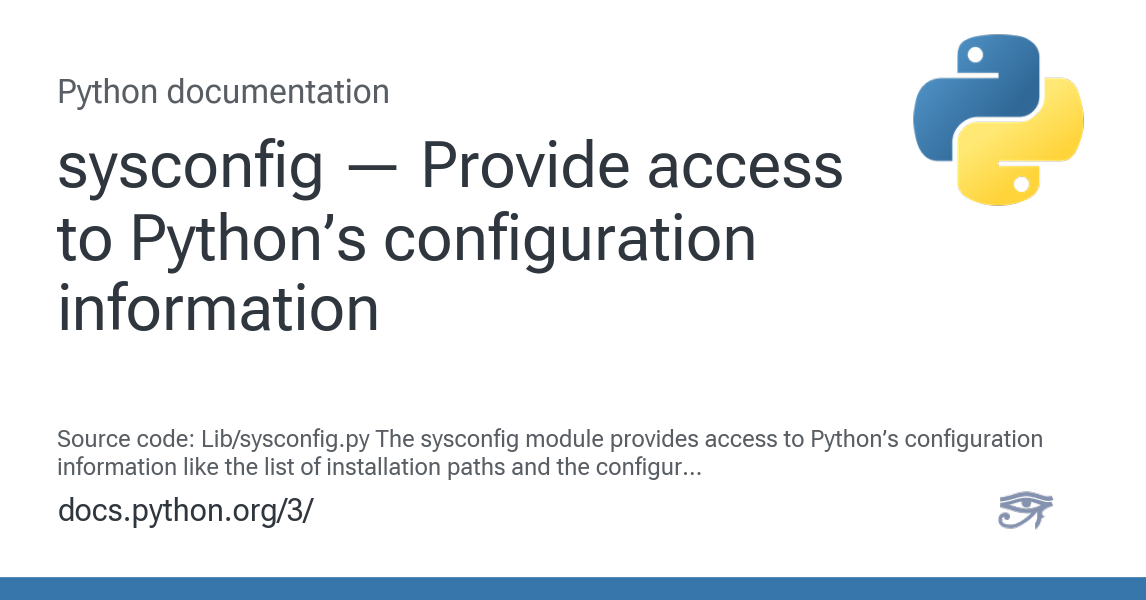 Python documentation
sysconfig — Provide access
to Python’s configuration
information
Source code: Lib/sysconfig.py The sysconfig module provides access to Python’s configuration
information like the list of installation paths and the configur…
docs.python.org/3/